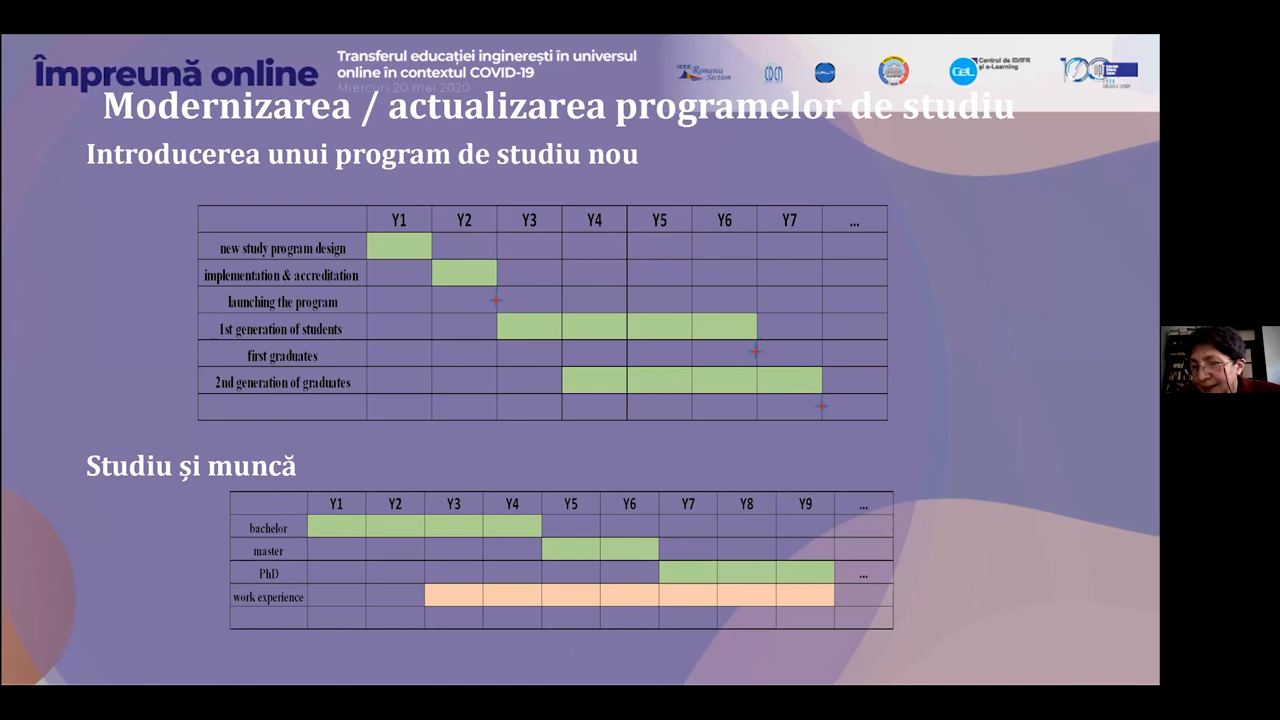 Împreună online
Transferul educației inginerești în universul
online în contextul COVID-19
Miercuri 20 mai 2020
Romania
Section
Centrul de ID/IFR
și e-Learning
CeL
Modernizarea / actualizarea programelor de studiu
Introducerea unui program de studiu nou
Y1 Y2 Y3 Y4 Y5 Y6 Y7 ...
new study program design
implementation & accreditation
launching the program
1st generation of students
first graduates
2nd generation of graduates
Studiu și muncă
Y1 Y2 Y3 Y4 Y5 Y6 Y7 Y8 Y9 ...
bachelor
master
PhD ...
work experience